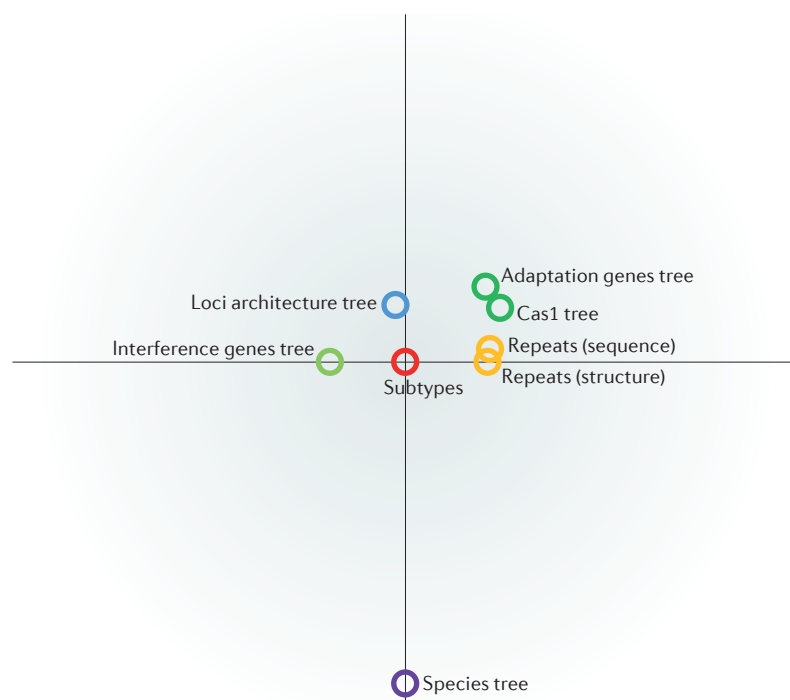 Adaptation genes tree
Loci architecture tree
Cas1 tree
Interference genes tree
Repeats (sequence)
Repeats (structure)
Subtypes
Species tree